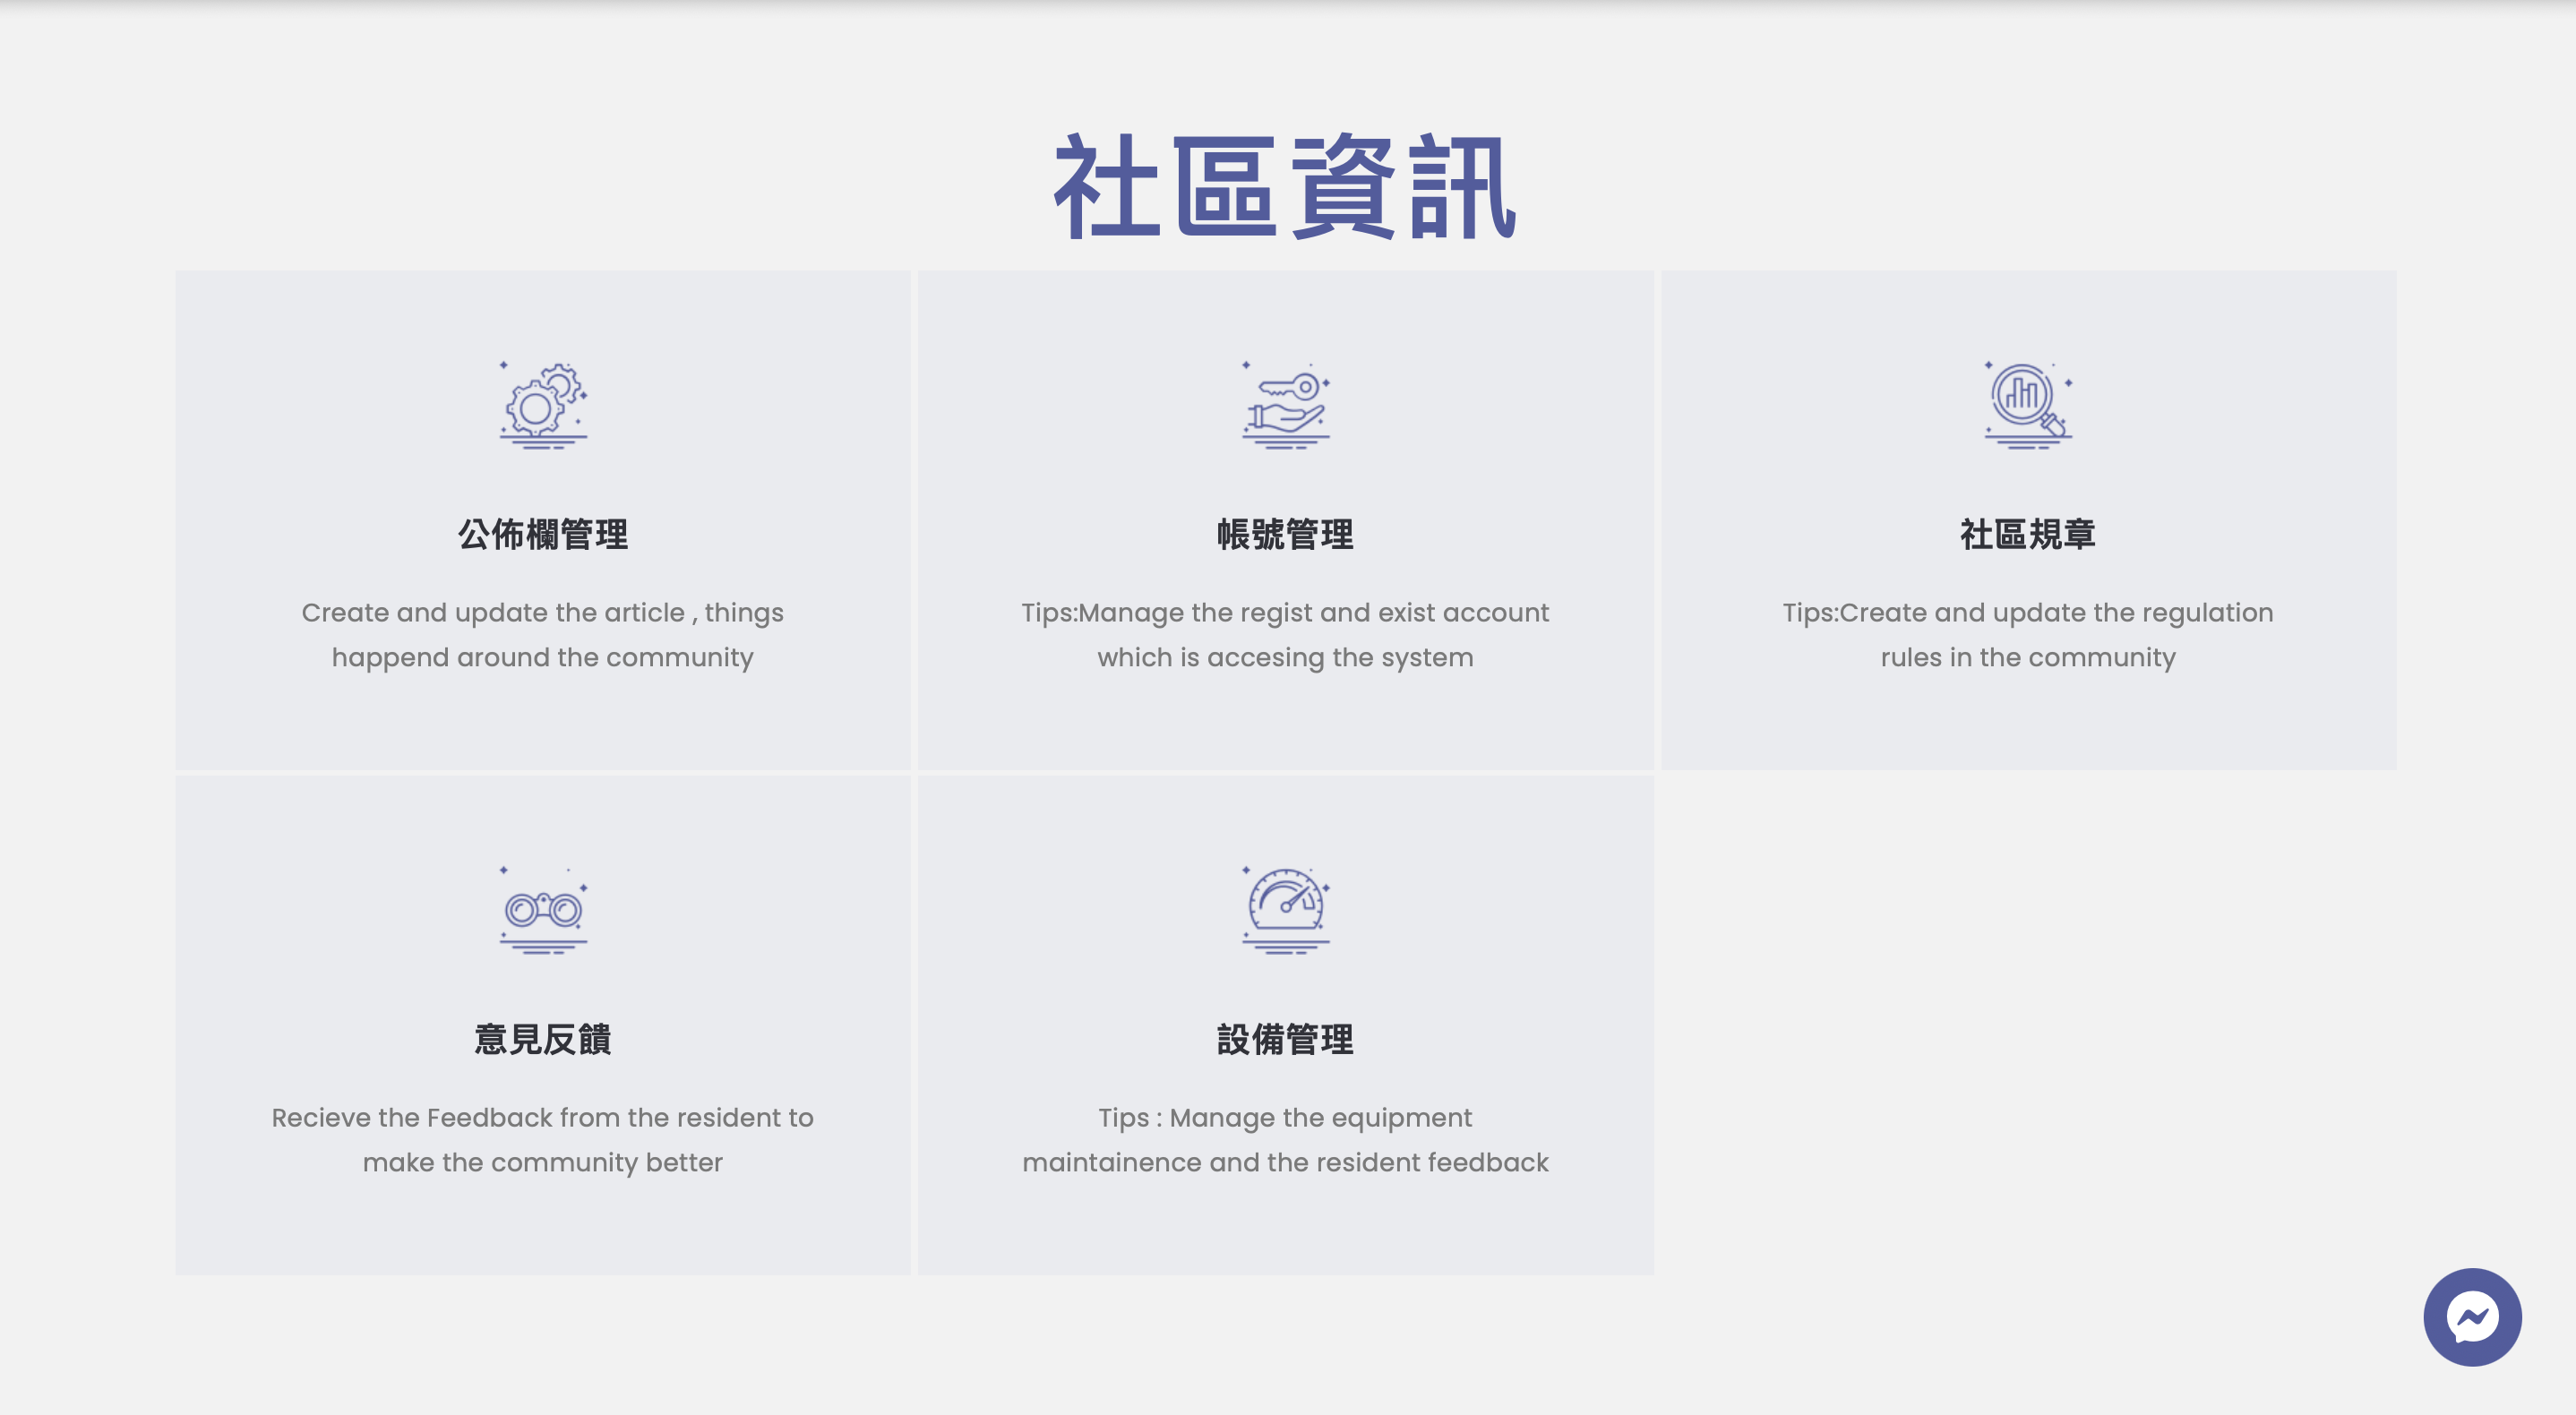 社區資訊
公佈欄管理
Create and update the article , things
happend around the community
帳號管理
Tips:Manage the regist and exist account
which is accesing the system
社區規章
Tips:Create and update the regulation
rules in the community
意見反饋
Recieve the Feedback from the resident to
make the community better
設備管理
Tips : Manage the equipment
maintainence and the resident feedback